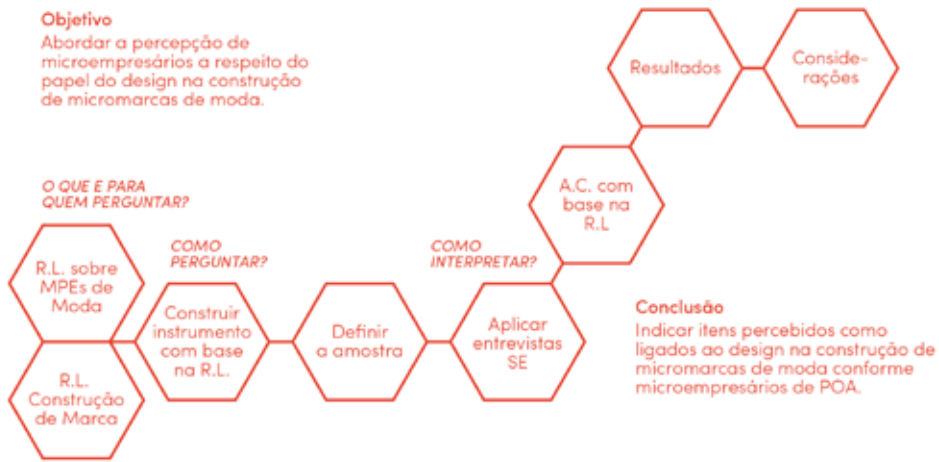 Objetivo
Abordar a percepção de
microempresários a respeito do
papel do design na construção
de micromarcas de moda.
O QUE E PARA
QUEM PERGUNTAR?
R.L. sobre
MPEs de
Moda
R.L.
Construção
de Marca
COMO
PERGUNTAR?
Construir
instrumento
com base
na R.L.
Definir
a amostra
COMO
INTERPRETAR?
Aplicar
entrevistas
SE
A.C. com
base na
R.L
Resultados
Conside-
rações
Conclusão
Indicar itens percebidos como
ligados ao design na construção de
micromarcas de moda conforme
microempresários de POA.